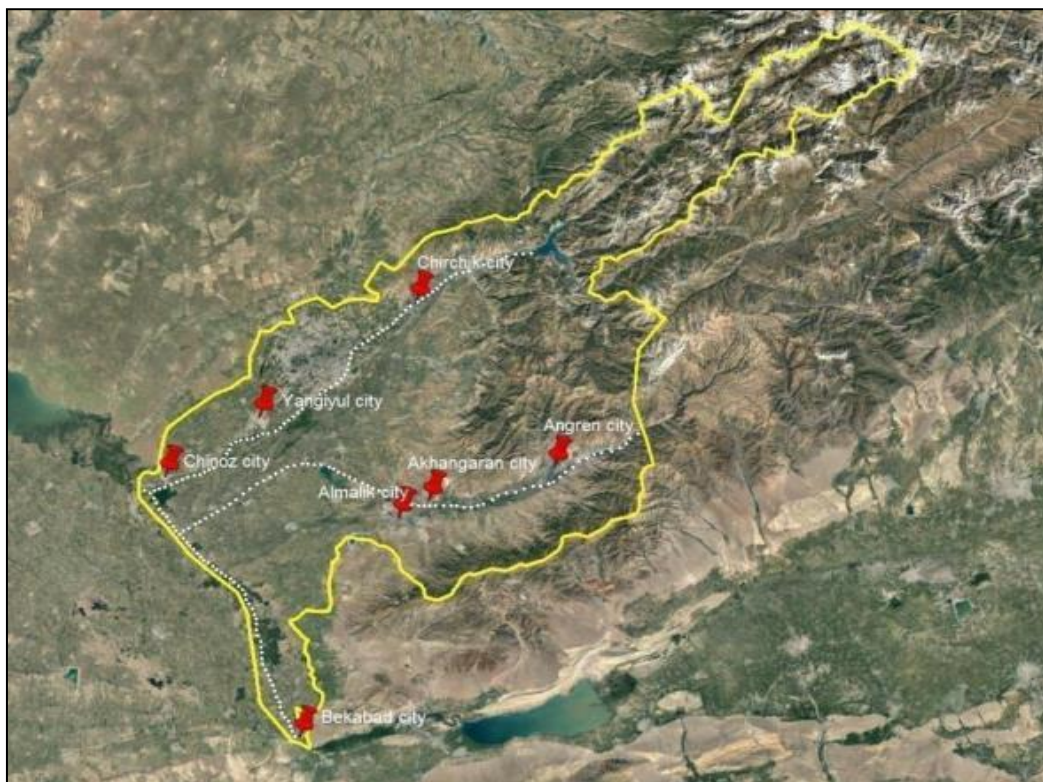 Chirchik city
Yangiyul city
Angren city
Chinoz city
Akhangaran city
Almalik city
Bekabad city